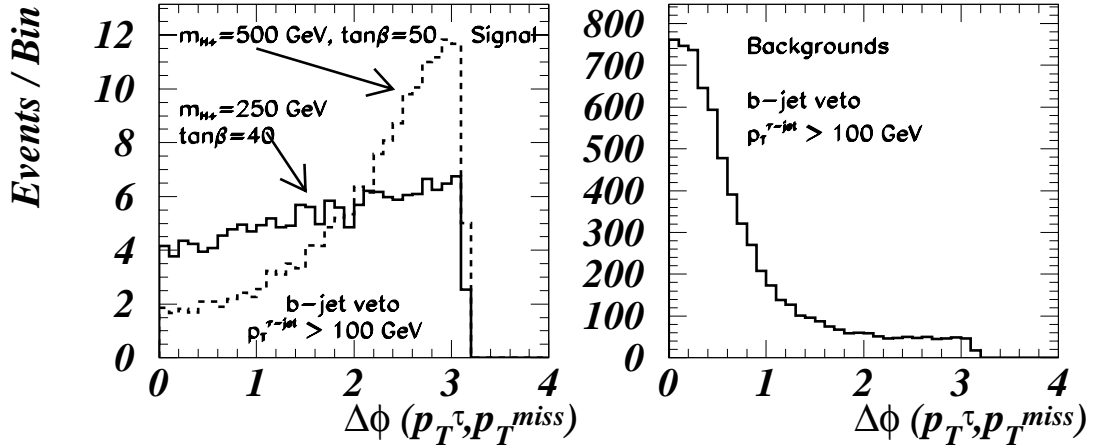 Events / Bin
12
10
8
6
4
2
0
m_H+=500 GeV, tanβ=50
Signal
m_H+=250 GeV
tanβ=40
b-jet veto
p_T^τ-jet > 100 GeV
0 1 2 3 4
Δϕ (p_T^τ,p_T^miss)
800
700
600
500
400
300
200
100
0
Backgrounds
b-jet veto
p_T^τ-jet > 100 GeV
0 1 2 3 4
Δϕ (p_T^τ,p_T^miss)